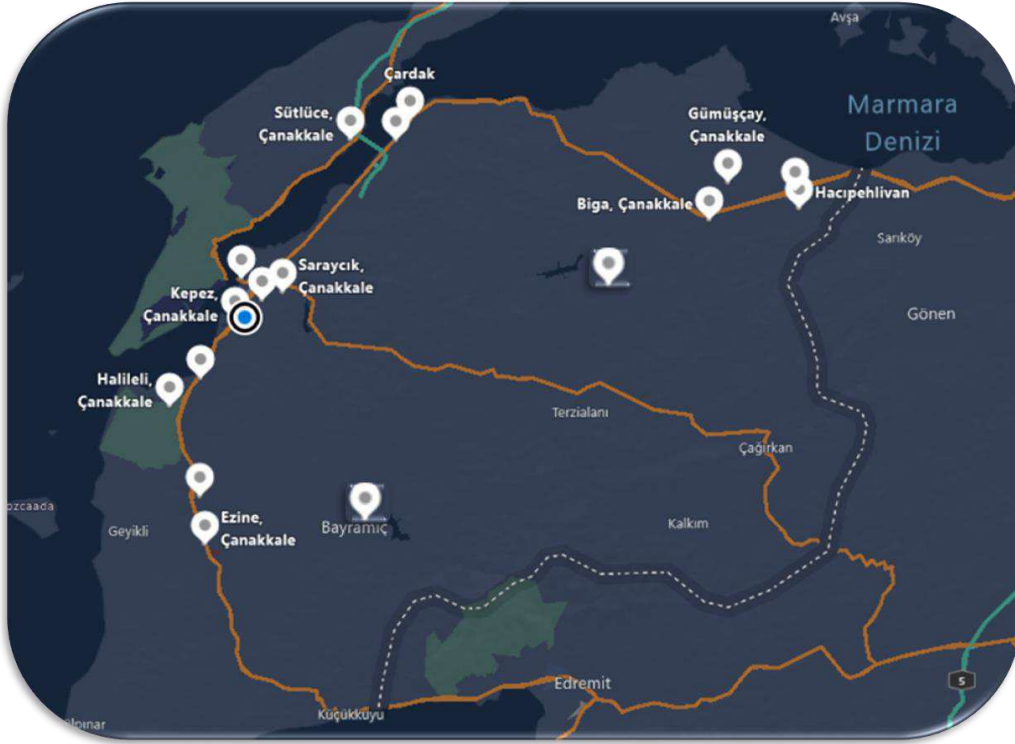 Avşa
Çardak
Sütlüce,
Çanakkale
Marmara
Denizi
Gümüşçay,
Çanakkale
Hacıpehlivan
Biga, Çanakkale
Sarıköy
Saraycık,
Çanakkale
Kepez,
Çanakkale
Gönen
Halileli,
Çanakkale
Terzialanı
Çağırkan
ozcaada
Geyikli
Ezine,
Çanakkale
Bayramiç
Kalkım
Edremit
5
Küçükkuyu